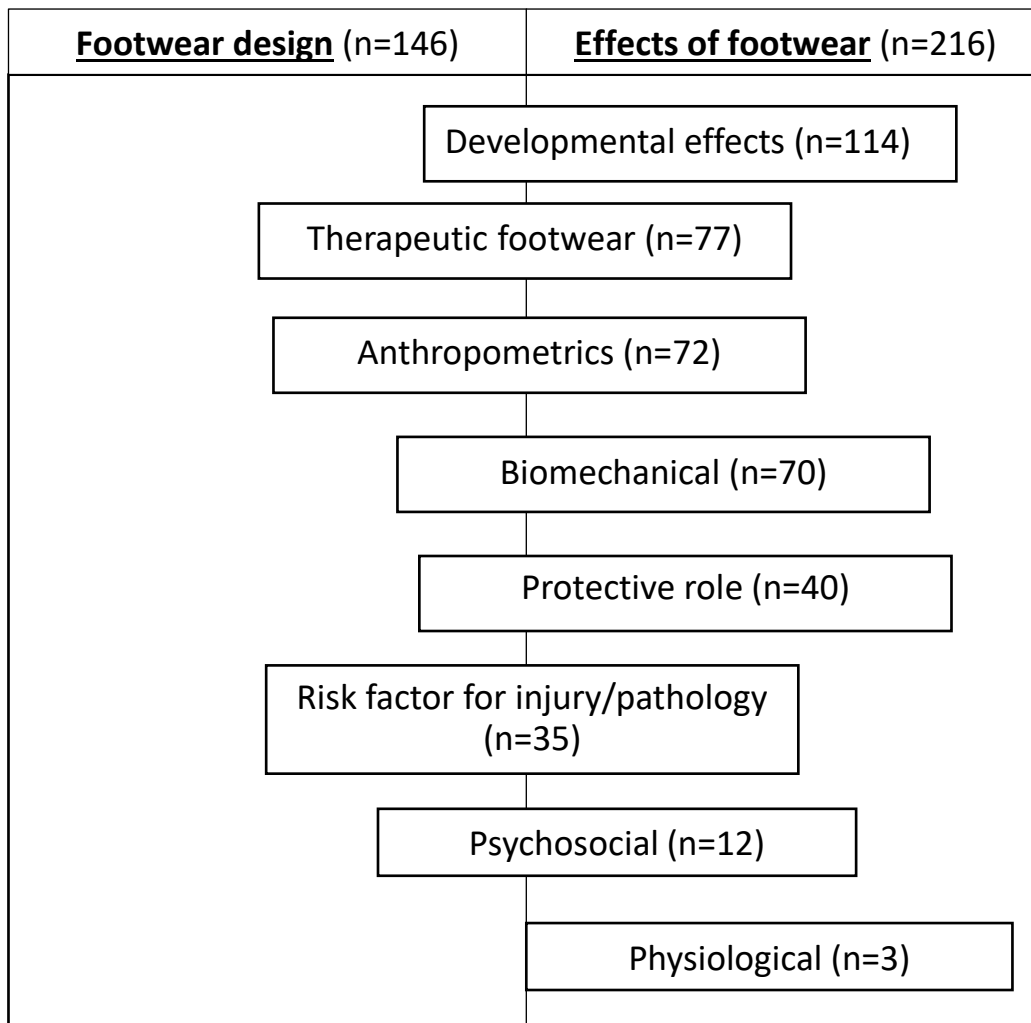 Footwear design (n=146)
Effects of footwear (n=216)
Developmental effects (n=114)
Therapeutic footwear (n=77)
Anthropometrics (n=72)
Biomechanical (n=70)
Protective role (n=40)
Risk factor for injury/pathology
(n=35)
Psychosocial (n=12)
Physiological (n=3)